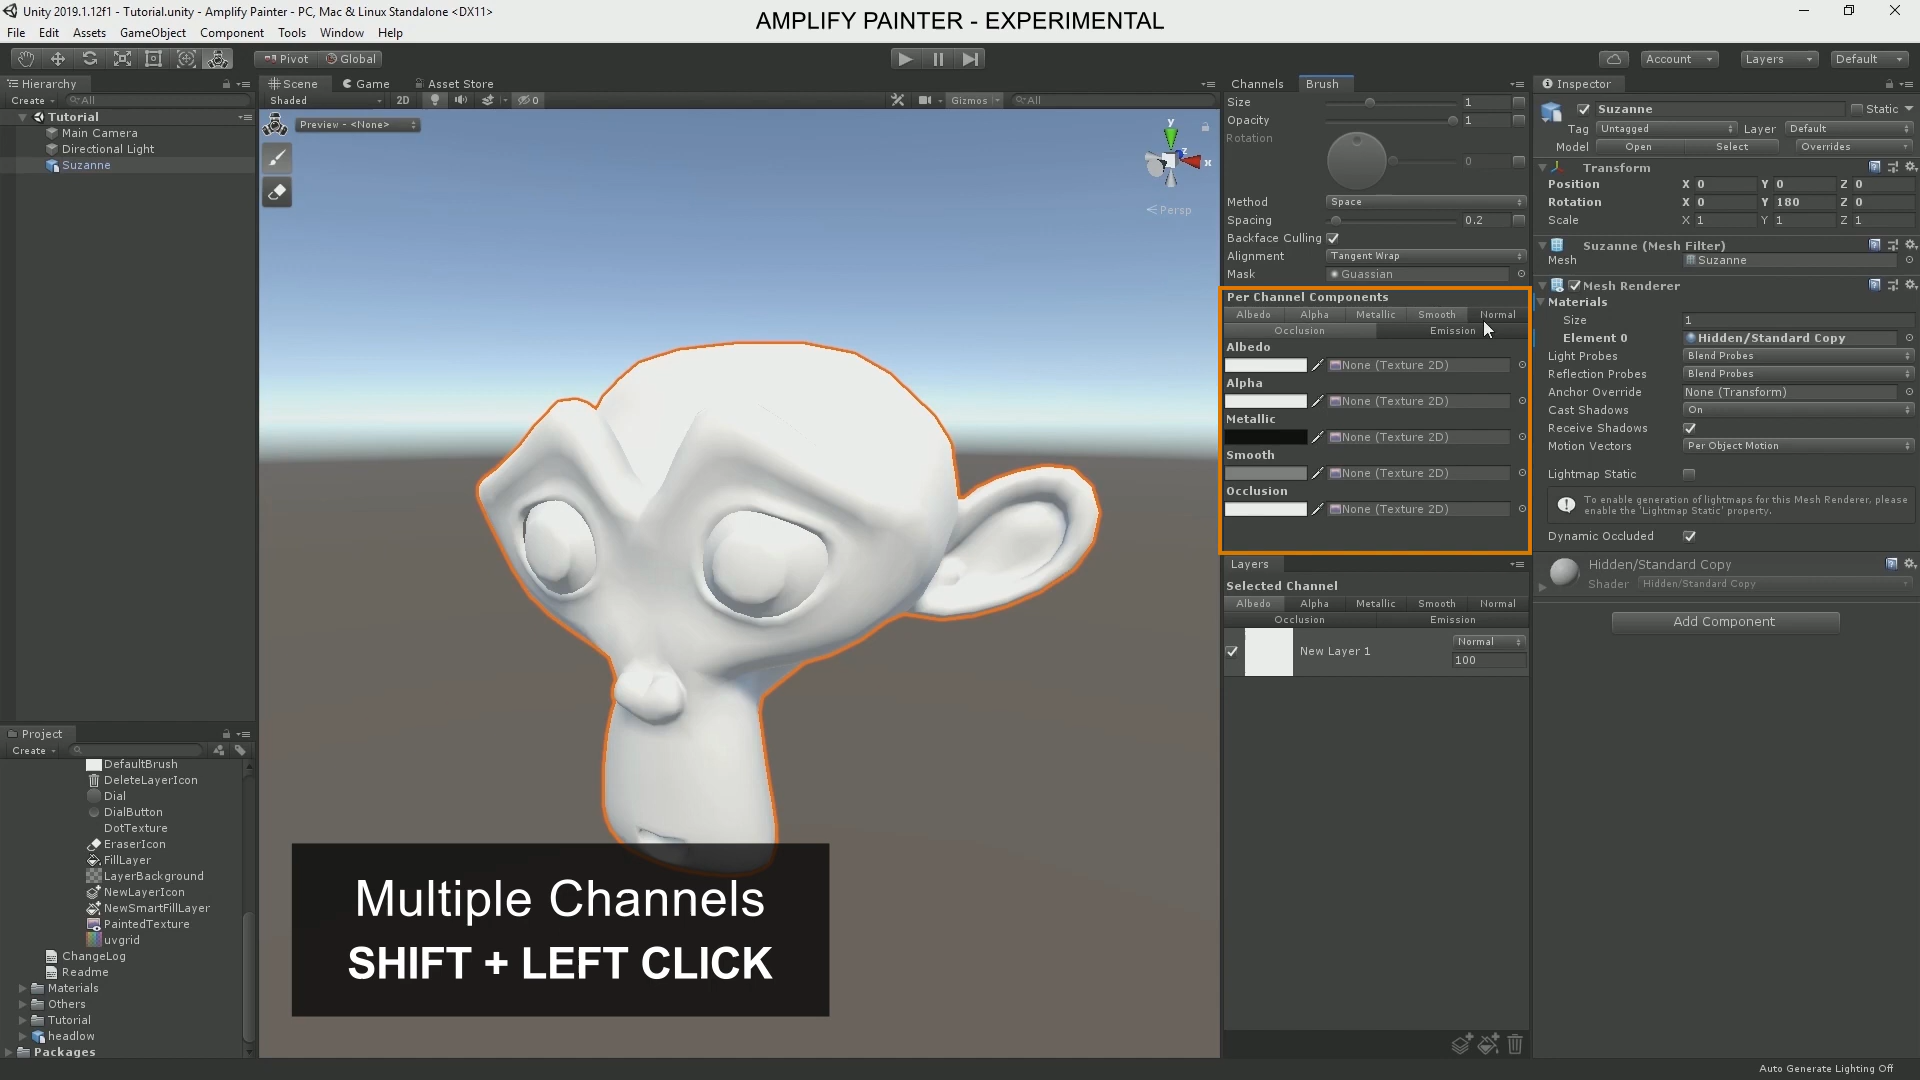 Unity 2019.1.12f1 - Tutorial.unity - Amplify Painter - PC, Mac & Linux Standalone <DX11>
AMPLIFY PAINTER - EXPERIMENTAL
File Edit Assets GameObject Component Tools Window Help
Pivot Global
Account Layers Default
Hierarchy
Create All
Tutorial
Main Camera
Directional Light
Suzanne
Scene Game Asset Store
Shaded 2D 0 Gizmos All
Preview - <None>
y
z
x
Persp
Channels Brush
Size 1
Opacity 1
Rotation
0
Method Space
Spacing 0.2
Backface Culling
Alignment Tangent Wrap
Mask Guassian
Per Channel Components
Albedo Alpha Metallic Smooth Normal
Occlusion Emission
Albedo
None (Texture 2D)
Alpha
None (Texture 2D)
Metallic
None (Texture 2D)
Smooth
None (Texture 2D)
Occlusion
None (Texture 2D)
Layers
Selected Channel
Albedo Alpha Metallic Smooth Normal
Occlusion Emission
New Layer 1 Normal
100
Inspector
Suzanne Static
Tag Untagged Layer Default
Model Open Select Overrides
Transform
Position X 0 Y 0 Z 0
Rotation X 0 Y 180 Z 0
Scale X 1 Y 1 Z 1
Suzanne (Mesh Filter)
Mesh Suzanne
Mesh Renderer
Materials
Size 1
Element 0 Hidden/Standard Copy
Light Probes Blend Probes
Reflection Probes Blend Probes
Anchor Override None (Transform)
Cast Shadows On
Receive Shadows
Motion Vectors Per Object Motion
Lightmap Static
To enable generation of lightmaps for this Mesh Renderer, please
enable the 'Lightmap Static' property.
Dynamic Occluded
Hidden/Standard Copy
Shader Hidden/Standard Copy
Add Component
Project
Create
DefaultBrush
DeleteLayerIcon
Dial
DialButton
DotTexture
EraserIcon
FillLayer
LayerBackground
NewLayerIcon
NewSmartFillLayer
PaintedTexture
uvgrid
ChangeLog
Readme
Materials
Others
Tutorial
headlow
Packages
Multiple Channels
SHIFT + LEFT CLICK
Auto Generate Lighting Off